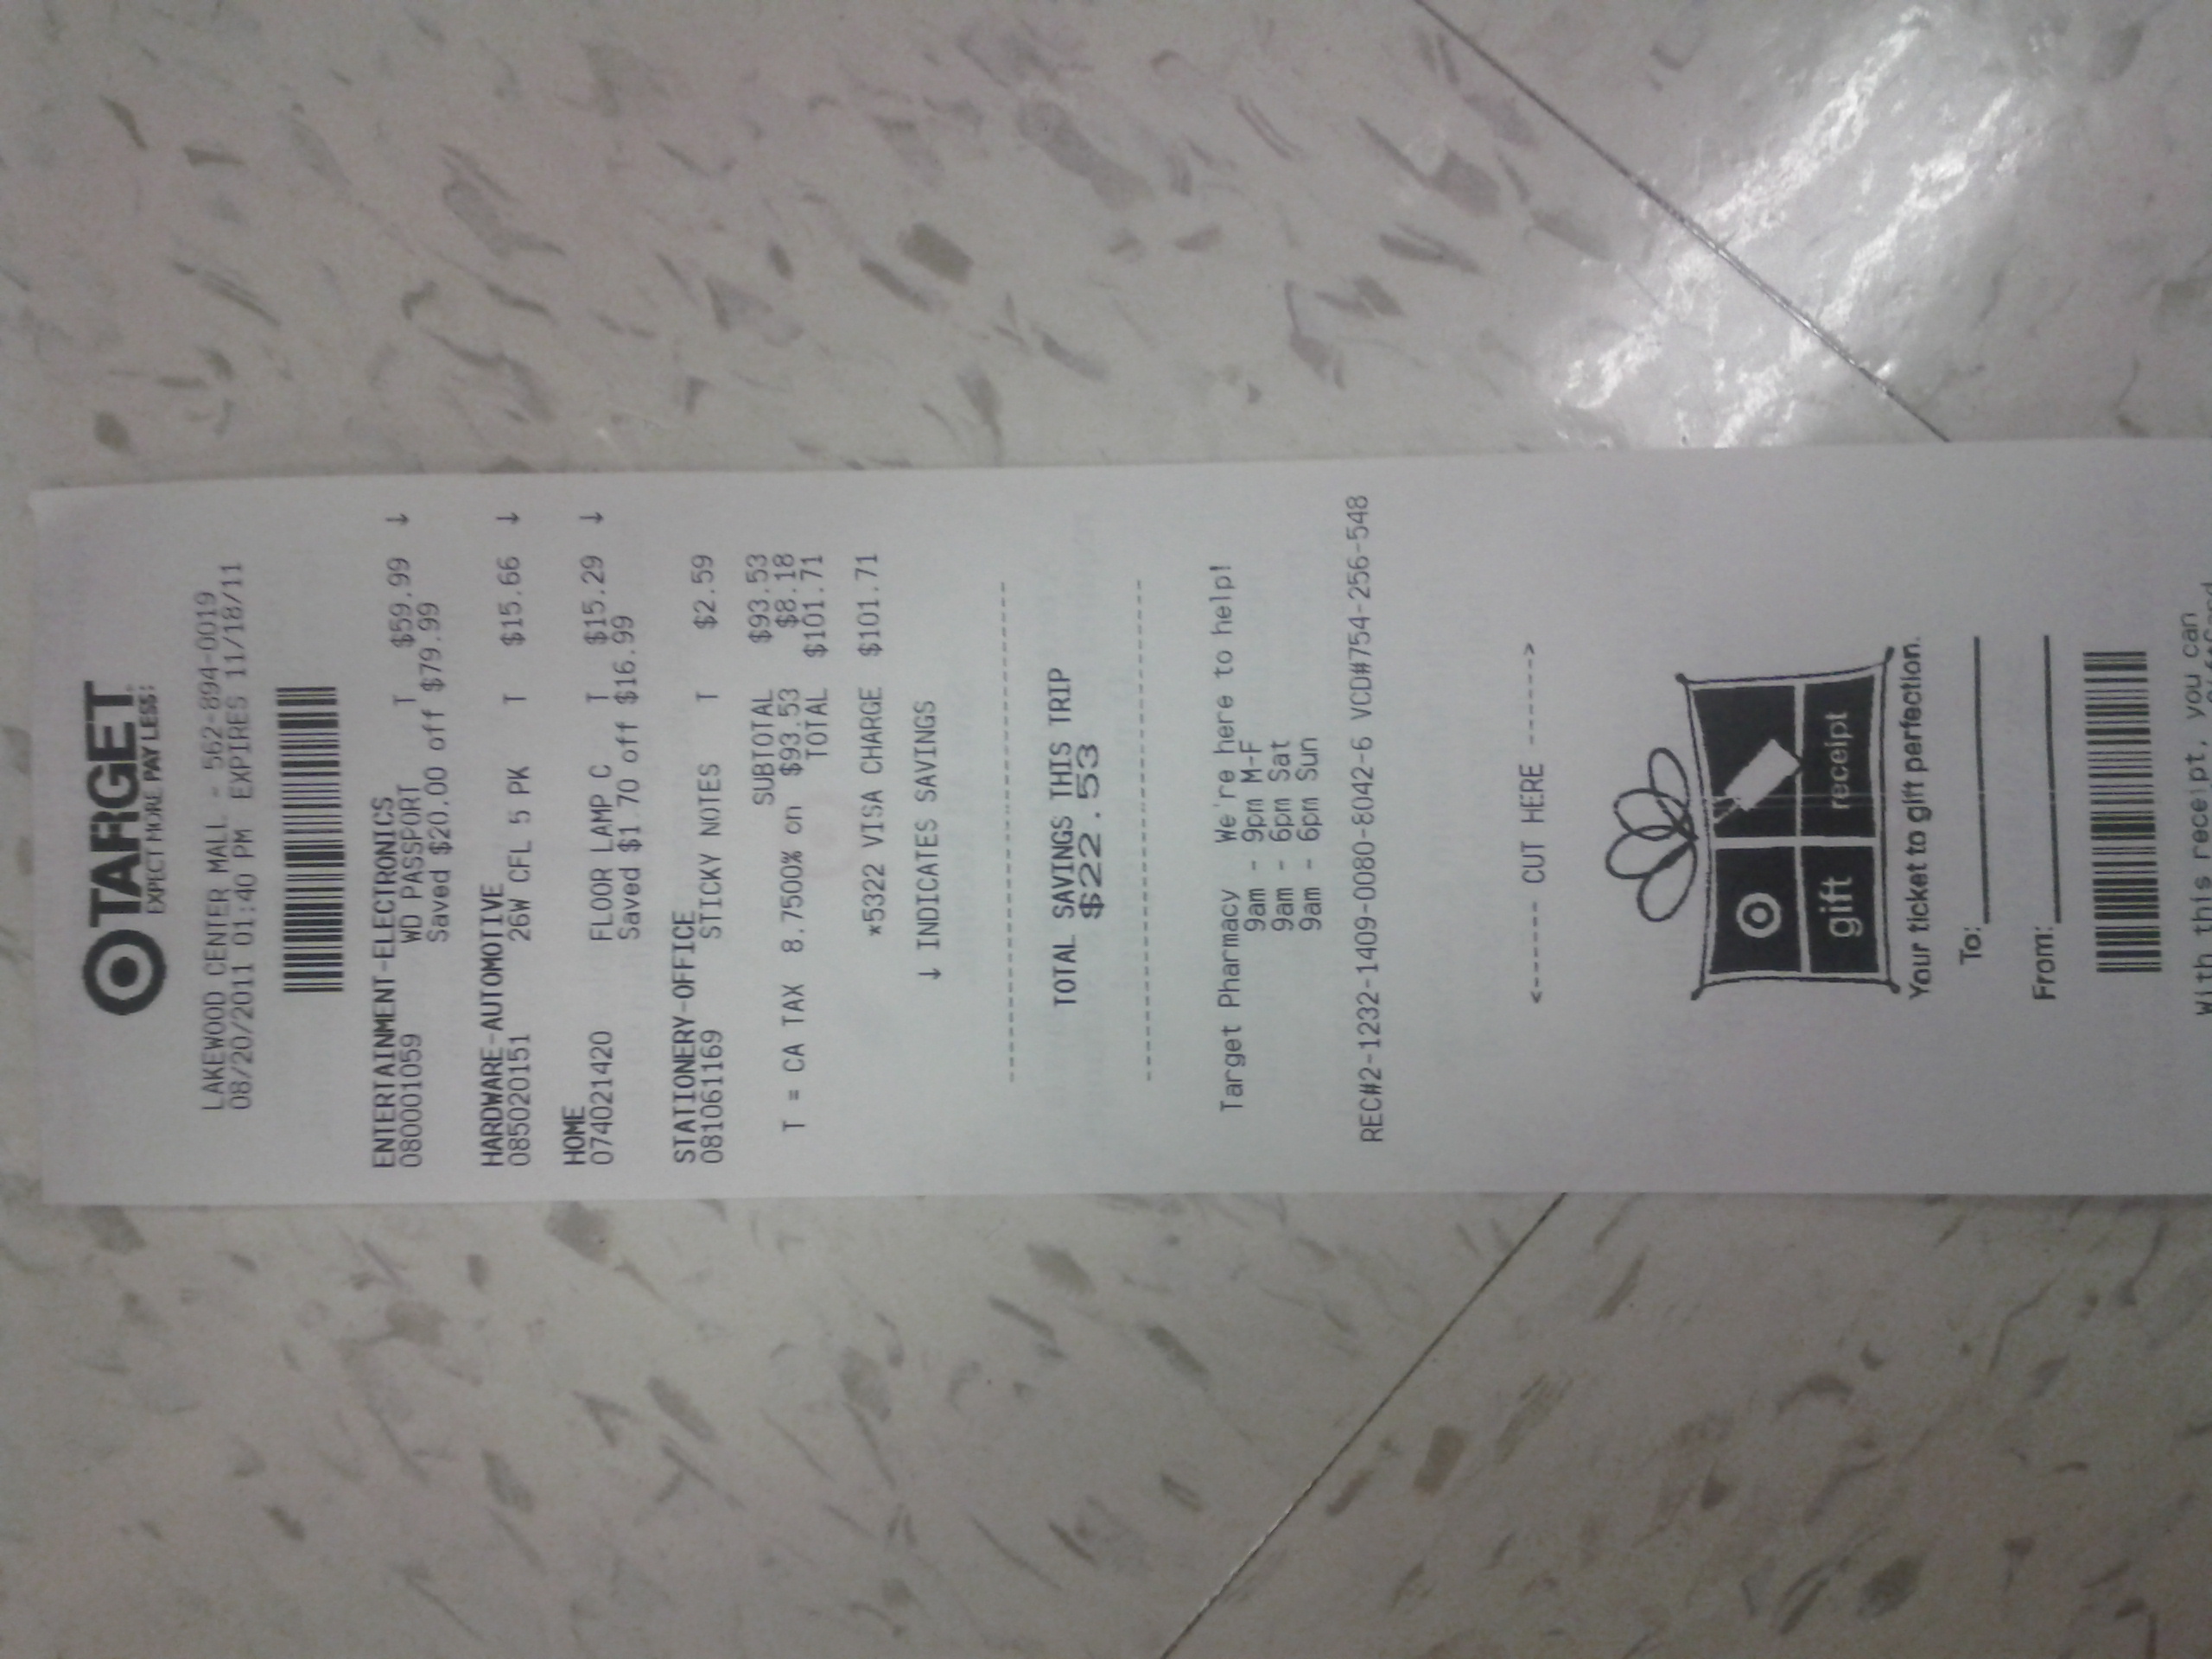 TARGET
EXPECT MORE PAY LESS.
LAKEWOOD CENTER MALL - 562-894-0019
08/20/2011 01:40 PM EXPIRES 11/18/11
ENTERTAINMENT-ELECTRONICS
080001059 WD PASSPORT T $59.99 ↓
Saved $20.00 off $79.99
HARDWARE-AUTOMOTIVE
085020151 26W CFL 5 PK T $15.66 ↓
HOME
074021420 FLOOR LAMP C T $15.29 ↓
Saved $1.70 off $16.99
STATIONERY-OFFICE
081061169 STICKY NOTES T $2.59
SUBTOTAL $93.53
T = CA TAX 8.7500% on $93.53 $8.18
TOTAL $101.71
*5322 VISA CHARGE $101.71
↓ INDICATES SAVINGS
TOTAL SAVINGS THIS TRIP
$22.53
Target Pharmacy We're here to help!
9am - 9pm M-F
9am - 6pm Sat
9am - 6pm Sun
REC#2-1232-1409-0080-8042-6 VCD#754-256-548
<------ CUT HERE ------>
gift receipt
Your ticket to gift perfection.
To:
From:
With this receipt, you can